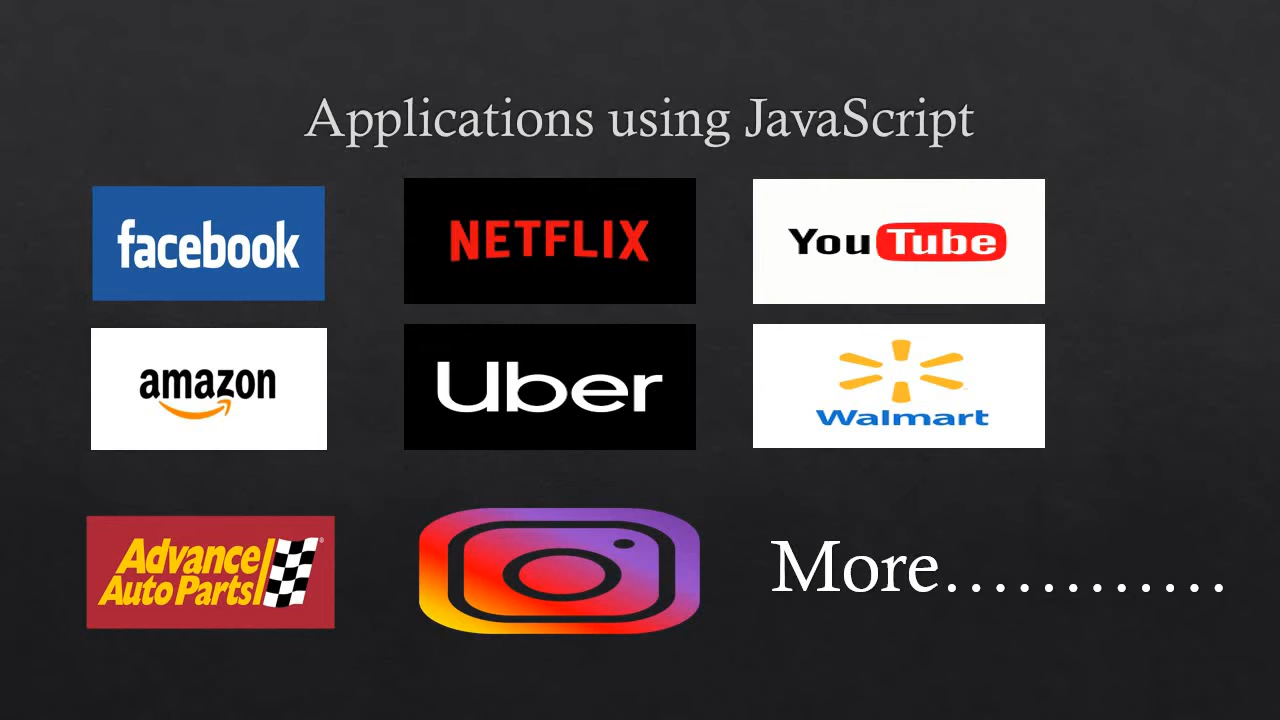 Applications using JavaScript
facebook
NETFLIX
YouTube
amazon
Uber
Walmart
Advance
Auto Parts
®
More............